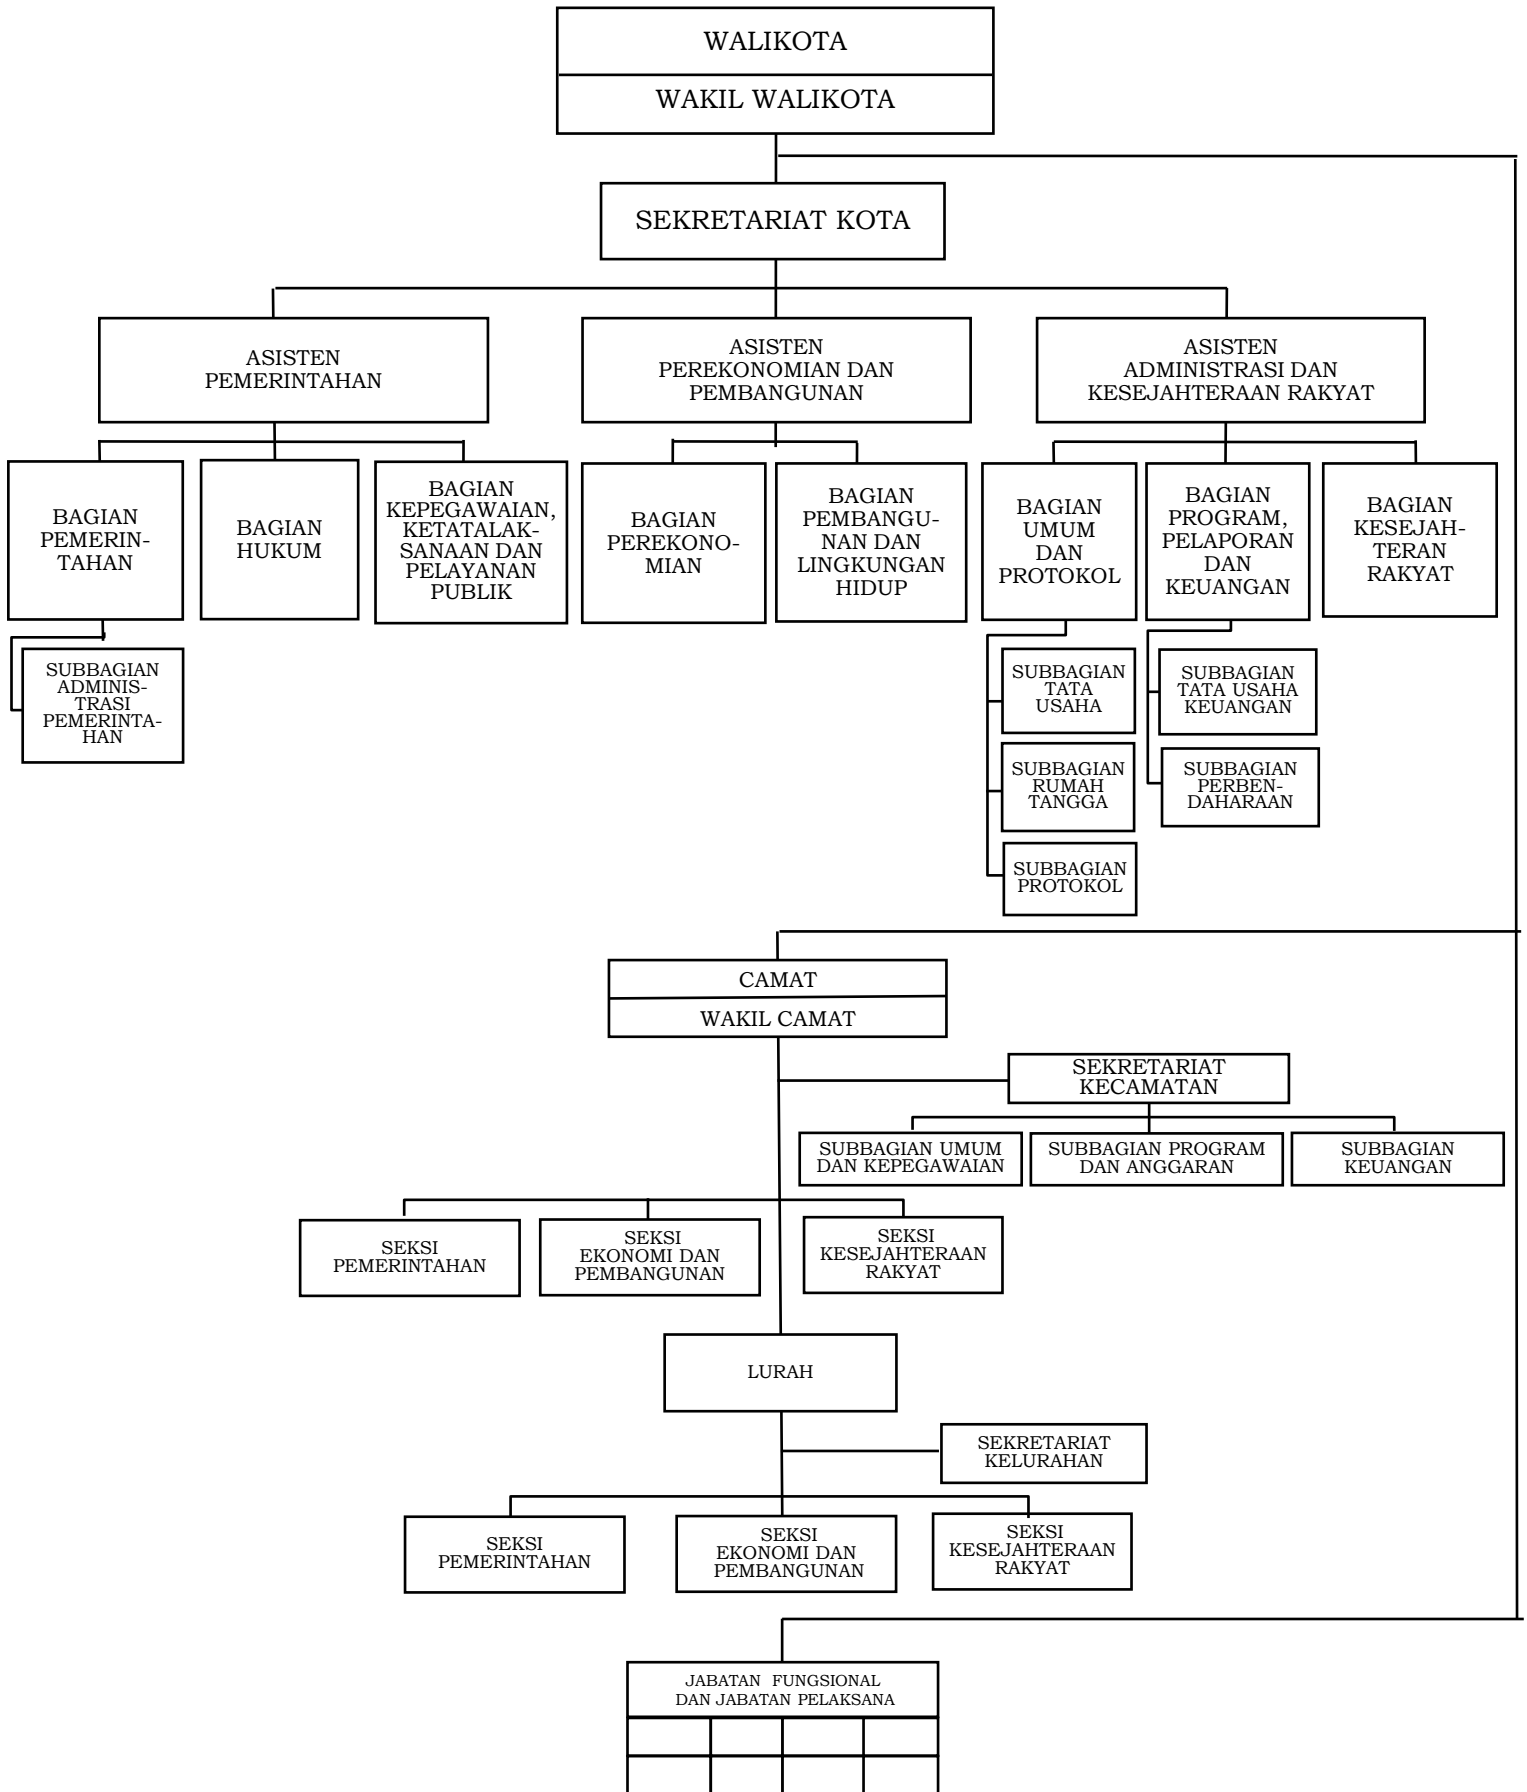 WALIKOTA
WAKIL WALIKOTA
SEKRETARIAT KOTA
ASISTEN
PEMERINTAHAN
ASISTEN
PEREKONOMIAN DAN
PEMBANGUNAN
ASISTEN
ADMINISTRASI DAN
KESEJAHTERAAN RAKYAT
BAGIAN
PEMERIN-
TAHAN
BAGIAN
HUKUM
BAGIAN
KEPEGAWAIAN,
KETATALAK-
SANAAN DAN
PELAYANAN
PUBLIK
BAGIAN
PEREKONO-
MIAN
BAGIAN
PEMBANGU-
NAN DAN
LINGKUNGAN
HIDUP
BAGIAN
UMUM
DAN
PROTOKOL
BAGIAN
PROGRAM,
PELAPORAN
DAN
KEUANGAN
BAGIAN
KESEJAH-
TERAN
RAKYAT
SUBBAGIAN
ADMINIS-
TRASI
PEMERINTA-
HAN
SUBBAGIAN
TATA
USAHA
SUBBAGIAN
TATA USAHA
KEUANGAN
SUBBAGIAN
RUMAH
TANGGA
SUBBAGIAN
PERBEN-
DAHARAAN
SUBBAGIAN
PROTOKOL
CAMAT
WAKIL CAMAT
SEKRETARIAT
KECAMATAN
SUBBAGIAN UMUM
DAN KEPEGAWAIAN
SUBBAGIAN PROGRAM
DAN ANGGARAN
SUBBAGIAN
KEUANGAN
SEKSI
PEMERINTAHAN
SEKSI
EKONOMI DAN
PEMBANGUNAN
SEKSI
KESEJAHTERAAN
RAKYAT
LURAH
SEKRETARIAT
KELURAHAN
SEKSI
PEMERINTAHAN
SEKSI
EKONOMI DAN
PEMBANGUNAN
SEKSI
KESEJAHTERAAN
RAKYAT
JABATAN FUNGSIONAL
DAN JABATAN PELAKSANA